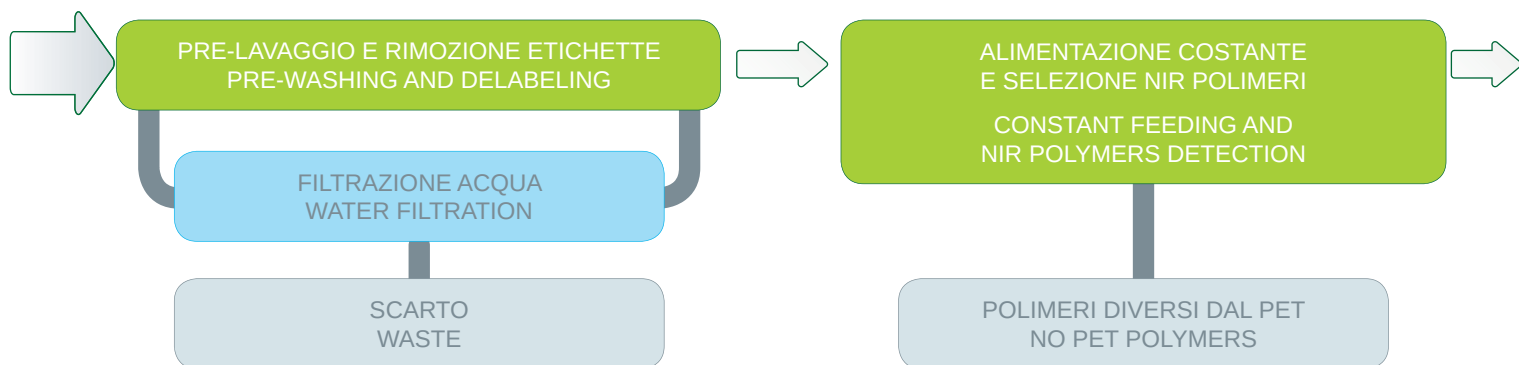 PRE-LAVAGGIO E RIMOZIONE ETICHETTE
PRE-WASHING AND DELABELING
FILTRAZIONE ACQUA
WATER FILTRATION
SCARTO
WASTE
ALIMENTAZIONE COSTANTE
E SELEZIONE NIR POLIMERI
CONSTANT FEEDING AND
NIR POLYMERS DETECTION
POLIMERI DIVERSI DAL PET
NO PET POLYMERS